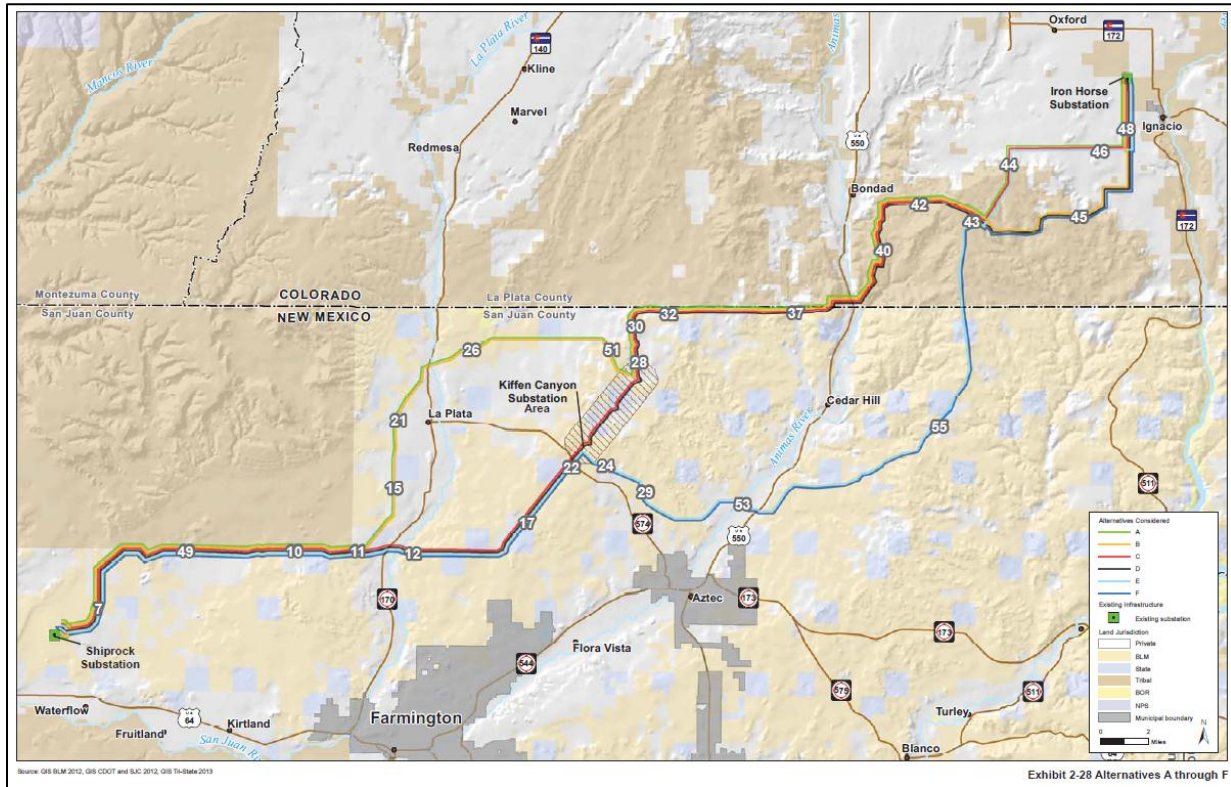 Oxford
172
La Plata River
140
Animas River
Mancos River
Kline
Iron Horse
Substation
Marvel
48
Ignacio
Redmesa
550
46
44
Bondad
42
43
45
172
40
Montezuma County
San Juan County
COLORADO
NEW MEXICO
La Plata County
San Juan County
30
32
37
26
51
28
Kiffen Canyon
Substation
Area
21
La Plata
Cedar Hill
Animas River
55
22
24
15
29
53
511
17
574
550
49
10
11
12
7
170
Aztec
173
173
Shiprock
Substation
544
Flora Vista
575
511
Waterflow
US
64
Kirtland
Fruitland
Farmington
San Juan
Turley
Blanco
64
Alternatives Considered
A
B
C
D
E
F
Existing Infrastructure
Existing substation
Land Jurisdiction
Private
BLM
State
Tribal
BOR
NPS
Municipal boundary
0 2
Miles
N
Source: GIS BLM 2012, GIS CDOT and SJC 2012, GIS Tri-State 2013
Exhibit 2-28 Alternatives A through F